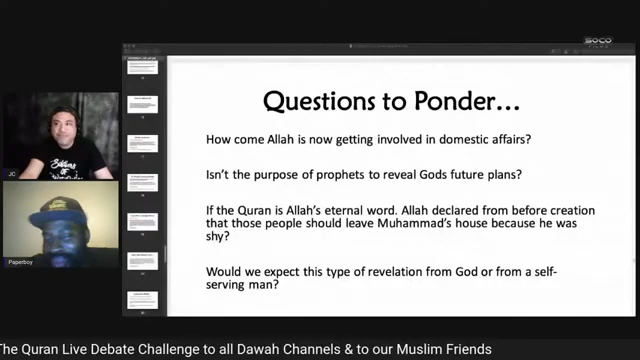 SOCO
FILMS
Questions to Ponder…
How come Allah is now getting involved in domestic affairs?
Isn't the purpose of prophets to reveal Gods future plans?
If the Quran is Allah's eternal word. Allah declared from before creation
that those people should leave Muhammad's house because he was
shy?
Would we expect this type of revelation from God or from a self-
serving man?
JC
Soldiers
Paperboy
The Quran Live Debate Challenge to all Dawah Channels & to our Muslim Friends